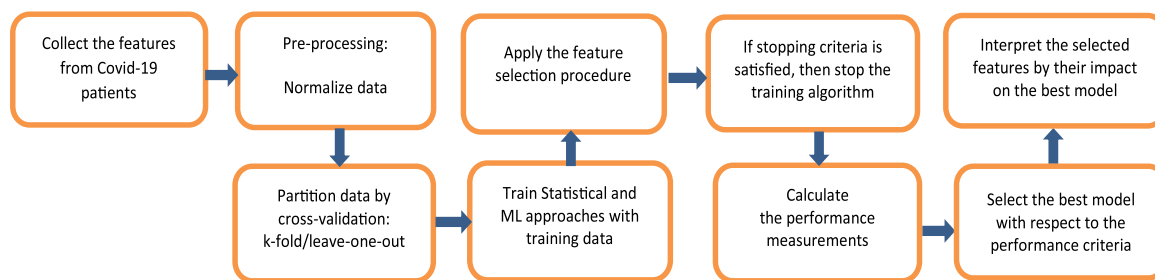 Collect the features
from Covid-19
patients
Pre-processing:
Normalize data
Partition data by
cross-validation:
k-fold/leave-one-out
Train Statistical and
ML approaches with
training data
Apply the feature
selection procedure
If stopping criteria is
satisfied, then stop the
training algorithm
Calculate
the performance
measurements
Select the best model
with respect to the
performance criteria
Interpret the selected
features by their impact
on the best model